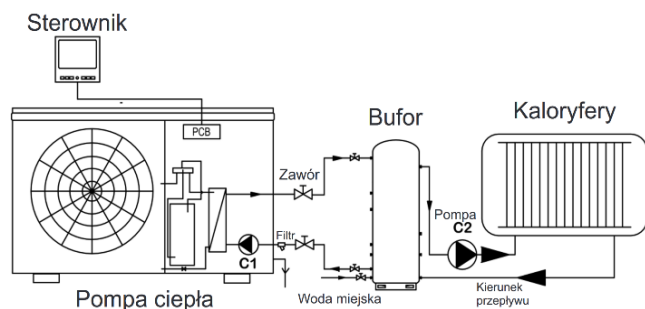 Sterownik
PCB
Bufor
Kaloryfery
Zawór
Filtr
C1
Pompa
C2
Woda miejska
Kierunek
przepływu
Pompa ciepła